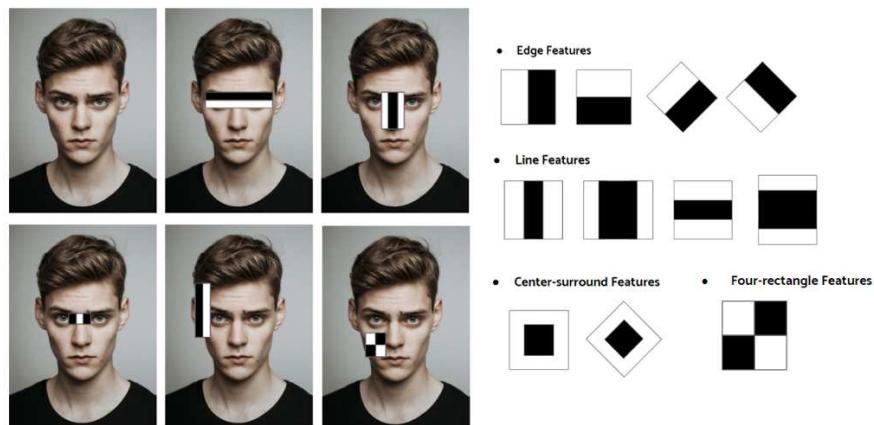 • Edge Features
• Line Features
• Center-surround Features
• Four-rectangle Features